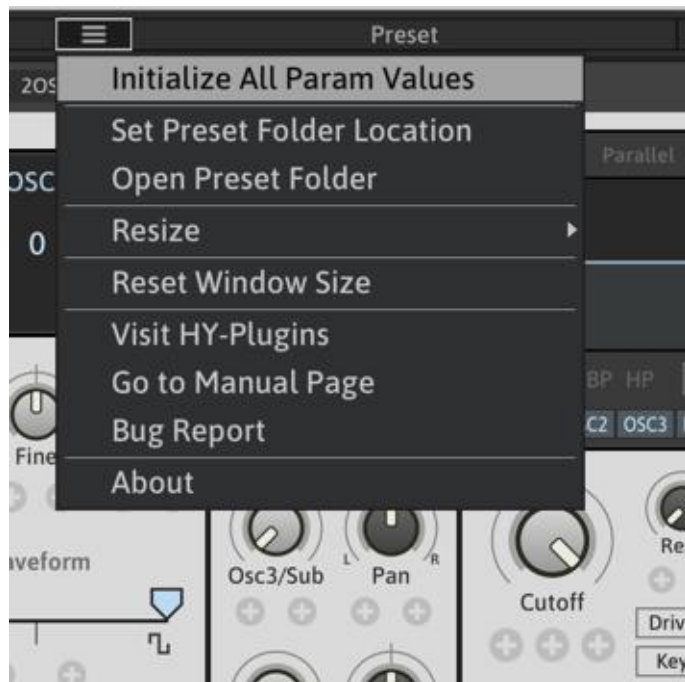 Preset
Initialize All Param Values
Set Preset Folder Location
Open Preset Folder
Resize
Reset Window Size
Visit HY-Plugins
Go to Manual Page
Bug Report
About
2OS
OSC
0
Parallel
BP HP
C2 OSC3
Fine
Osc3/Sub
L R
Pan
Cutoff
Re
Driv
Key
veform